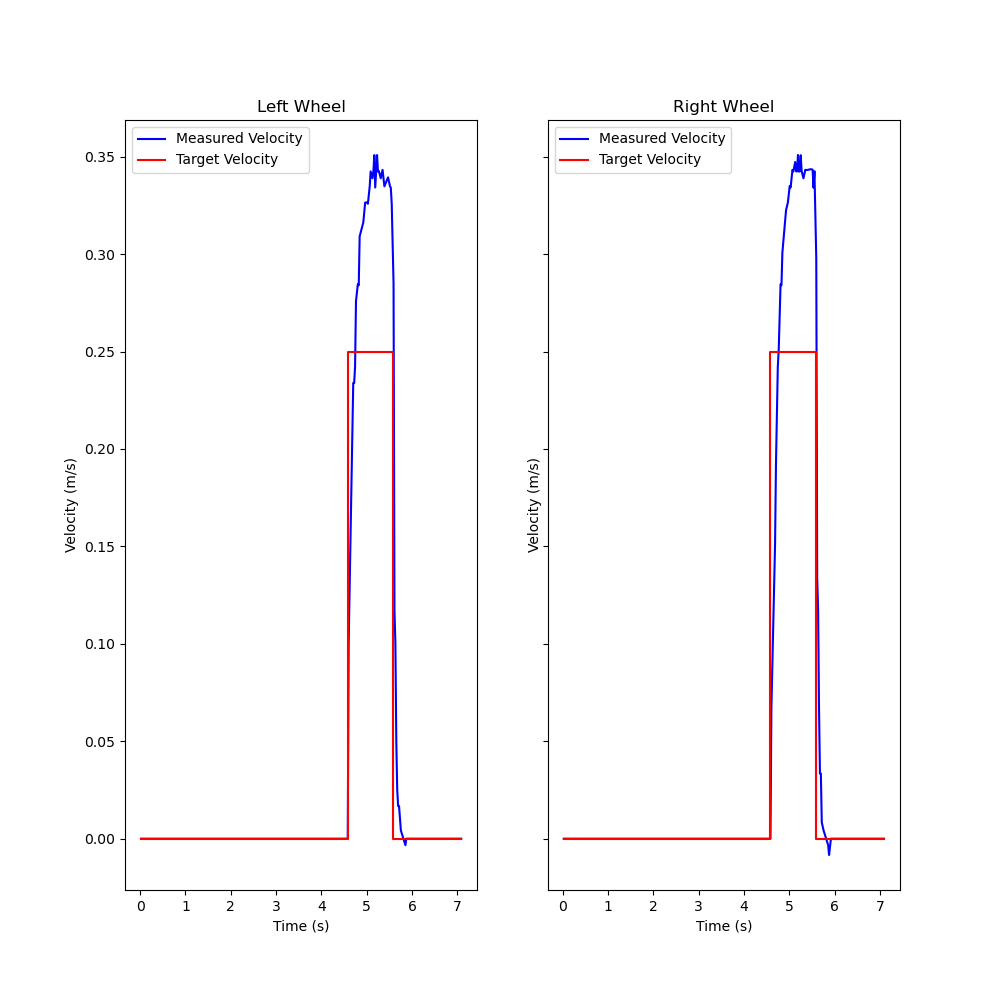 Left Wheel
Measured Velocity
Target Velocity
Velocity (m/s)
0.35
0.30
0.25
0.20
0.15
0.10
0.05
0.00
0 1 2 3 4 5 6 7
Time (s)
Right Wheel
Measured Velocity
Target Velocity
Velocity (m/s)
0 1 2 3 4 5 6 7
Time (s)